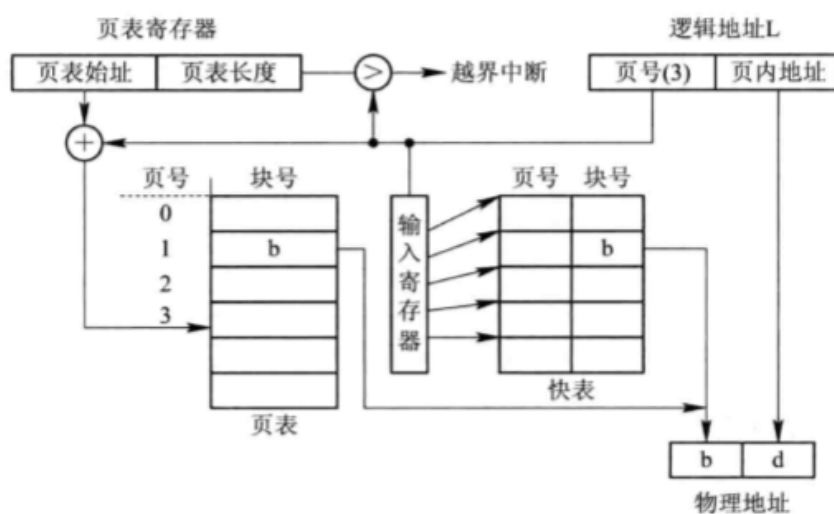 页表寄存器
逻辑地址L
页表始址 页表长度
>
越界中断
页号(3) 页内地址
+
页号 块号
0
1 b
2
3
页表
输入寄存器
页号 块号
b
快表
b d
物理地址